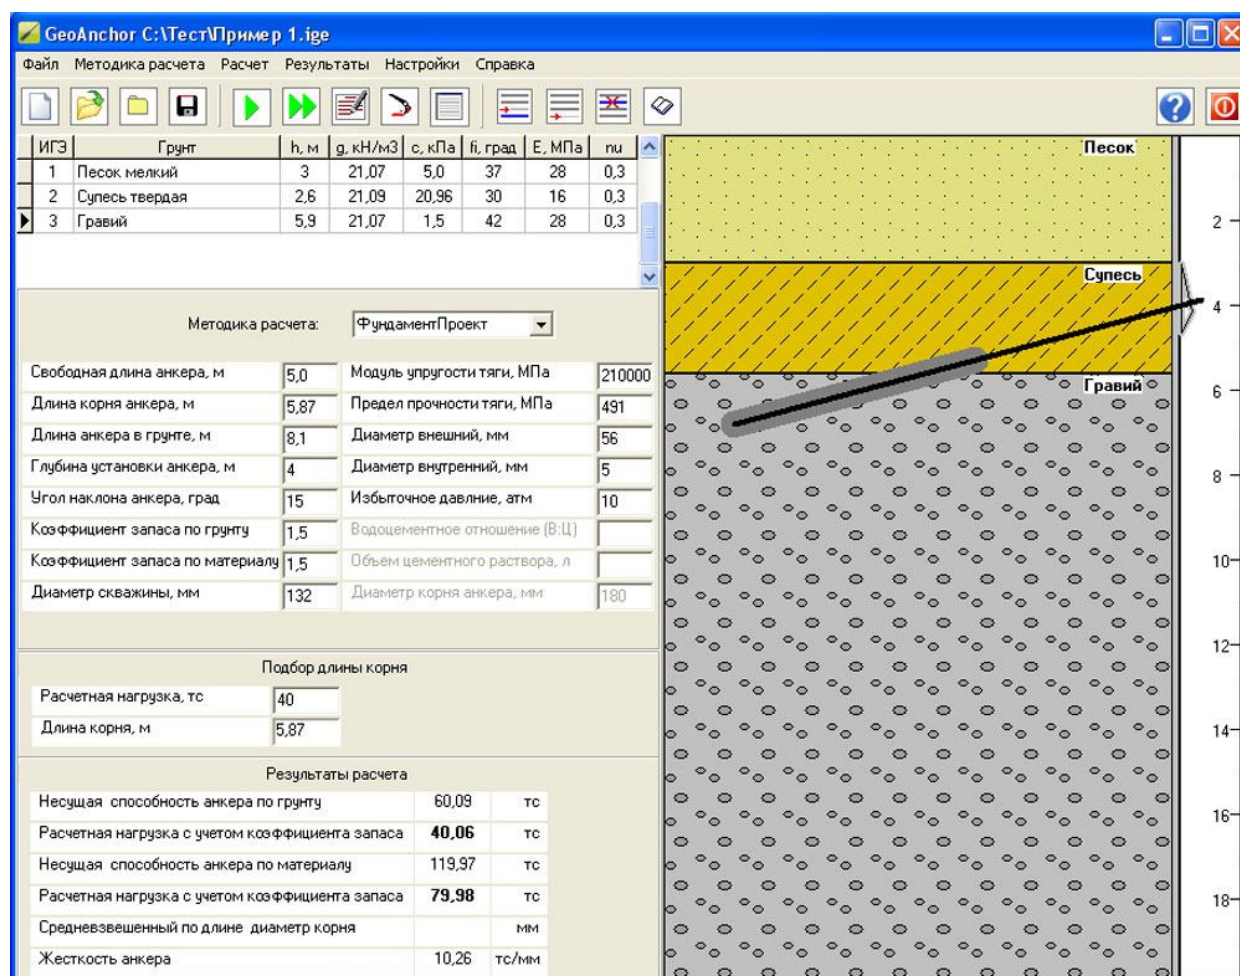 GeoAnchor C:\Тест\Пример 1.ige
Файл Методика расчета Расчет Результаты Настройки Справка
ИГЭ Грунт h, м g, кН/м3 c, кПа fi, град E, МПа nu
1 Песок мелкий 3 21,07 5,0 37 28 0,3
2 Супесь твердая 2,6 21,09 20,96 30 16 0,3
3 Гравий 5,9 21,07 1,5 42 28 0,3
Методика расчета: ФундаментПроект
Свободная длина анкера, м 5,0 Модуль упругости тяги, МПа 210000
Длина корня анкера, м 5,87 Предел прочности тяги, МПа 491
Длина анкера в грунте, м 8,1 Диаметр внешний, мм 56
Глубина установки анкера, м 4 Диаметр внутренний, мм 5
Угол наклона анкера, град 15 Избыточное давлние, атм 10
Коэффициент запаса по грунту 1,5 Водоцементное отношение (В:Ц)
Коэффициент запаса по материалу 1,5 Объем цементного раствора, л
Диаметр скважины, мм 132 Диаметр корня анкера, мм 180
Подбор длины корня
Расчетная нагрузка, тс 40
Длина корня, м 5,87
Результаты расчета
Несущая способность анкера по грунту 60,09 тс
Расчетная нагрузка с учетом коэффициента запаса 40,06 тс
Несущая способность анкера по материалу 119,97 тс
Расчетная нагрузка с учетом коэффициента запаса 79,98 тс
Средневзвешенный по длине диаметр корня мм
Жесткость анкера 10,26 тс/мм
Песок
Супесь
Гравий
2
4
6
8
10
12
14
16
18